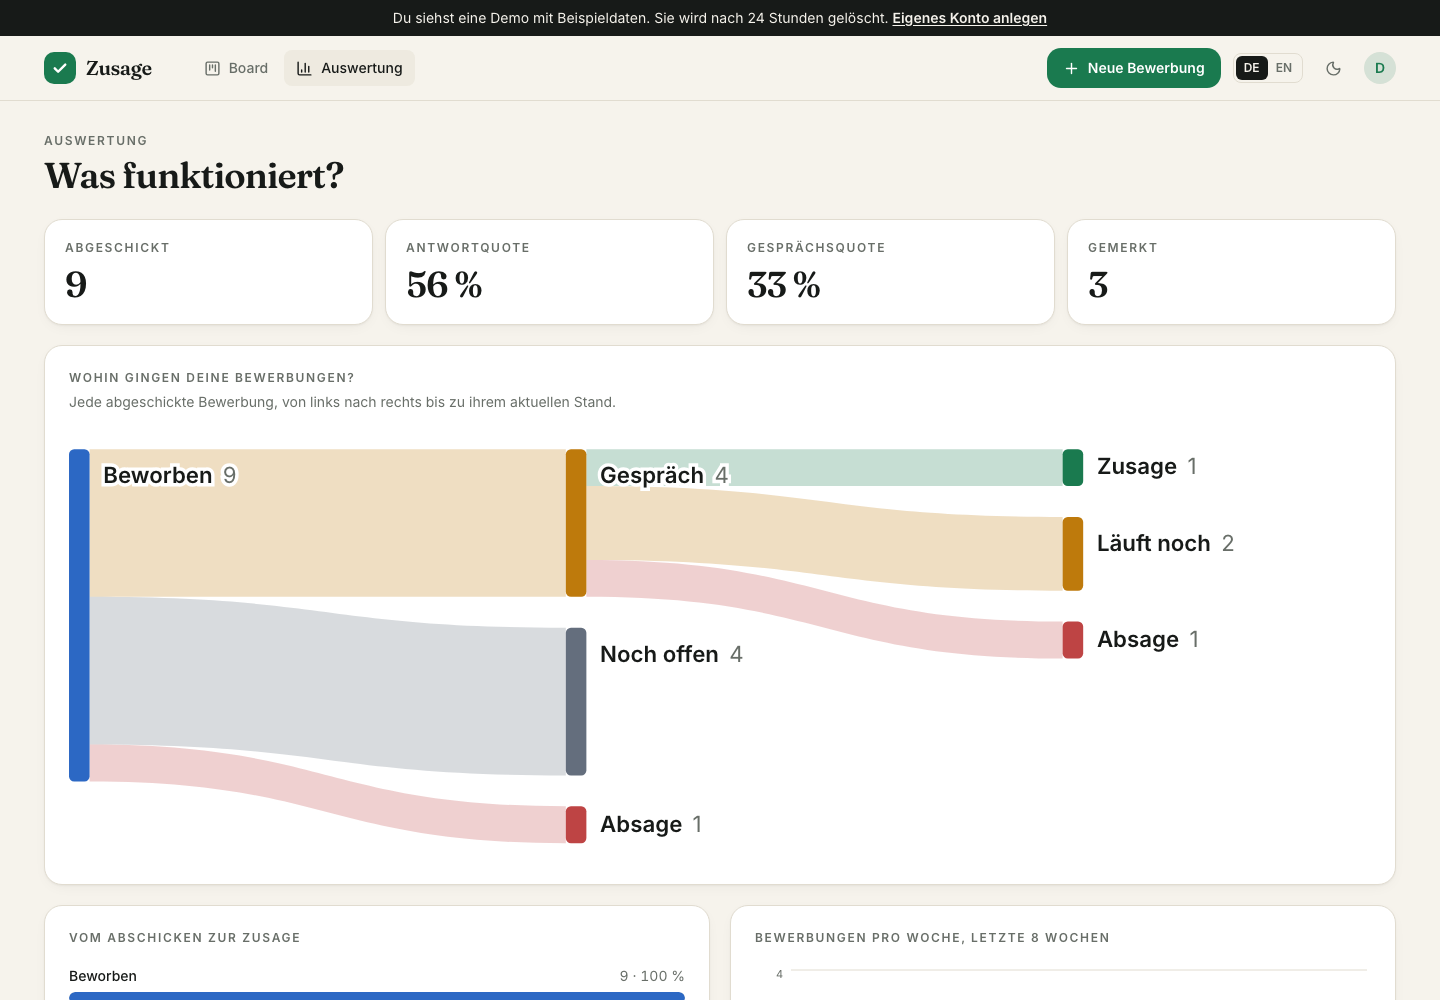 Du siehst eine Demo mit Beispieldaten. Sie wird nach 24 Stunden gelöscht. Eigenes Konto anlegen
Zusage
Board
Auswertung
Neue Bewerbung
DE
EN
D
AUSWERTUNG
Was funktioniert?
ABGESCHICKT
9
ANTWORTQUOTE
56 %
GESPRÄCHSQUOTE
33 %
GEMERKT
3
WOHIN GINGEN DEINE BEWERBUNGEN?
Jede abgeschickte Bewerbung, von links nach rechts bis zu ihrem aktuellen Stand.
Beworben 9
Gespräch 4
Zusage 1
Läuft noch 2
Absage 1
Noch offen 4
Absage 1
VOM ABSCHICKEN ZUR ZUSAGE
Beworben
9 · 100 %
BEWERBUNGEN PRO WOCHE, LETZTE 8 WOCHEN
4